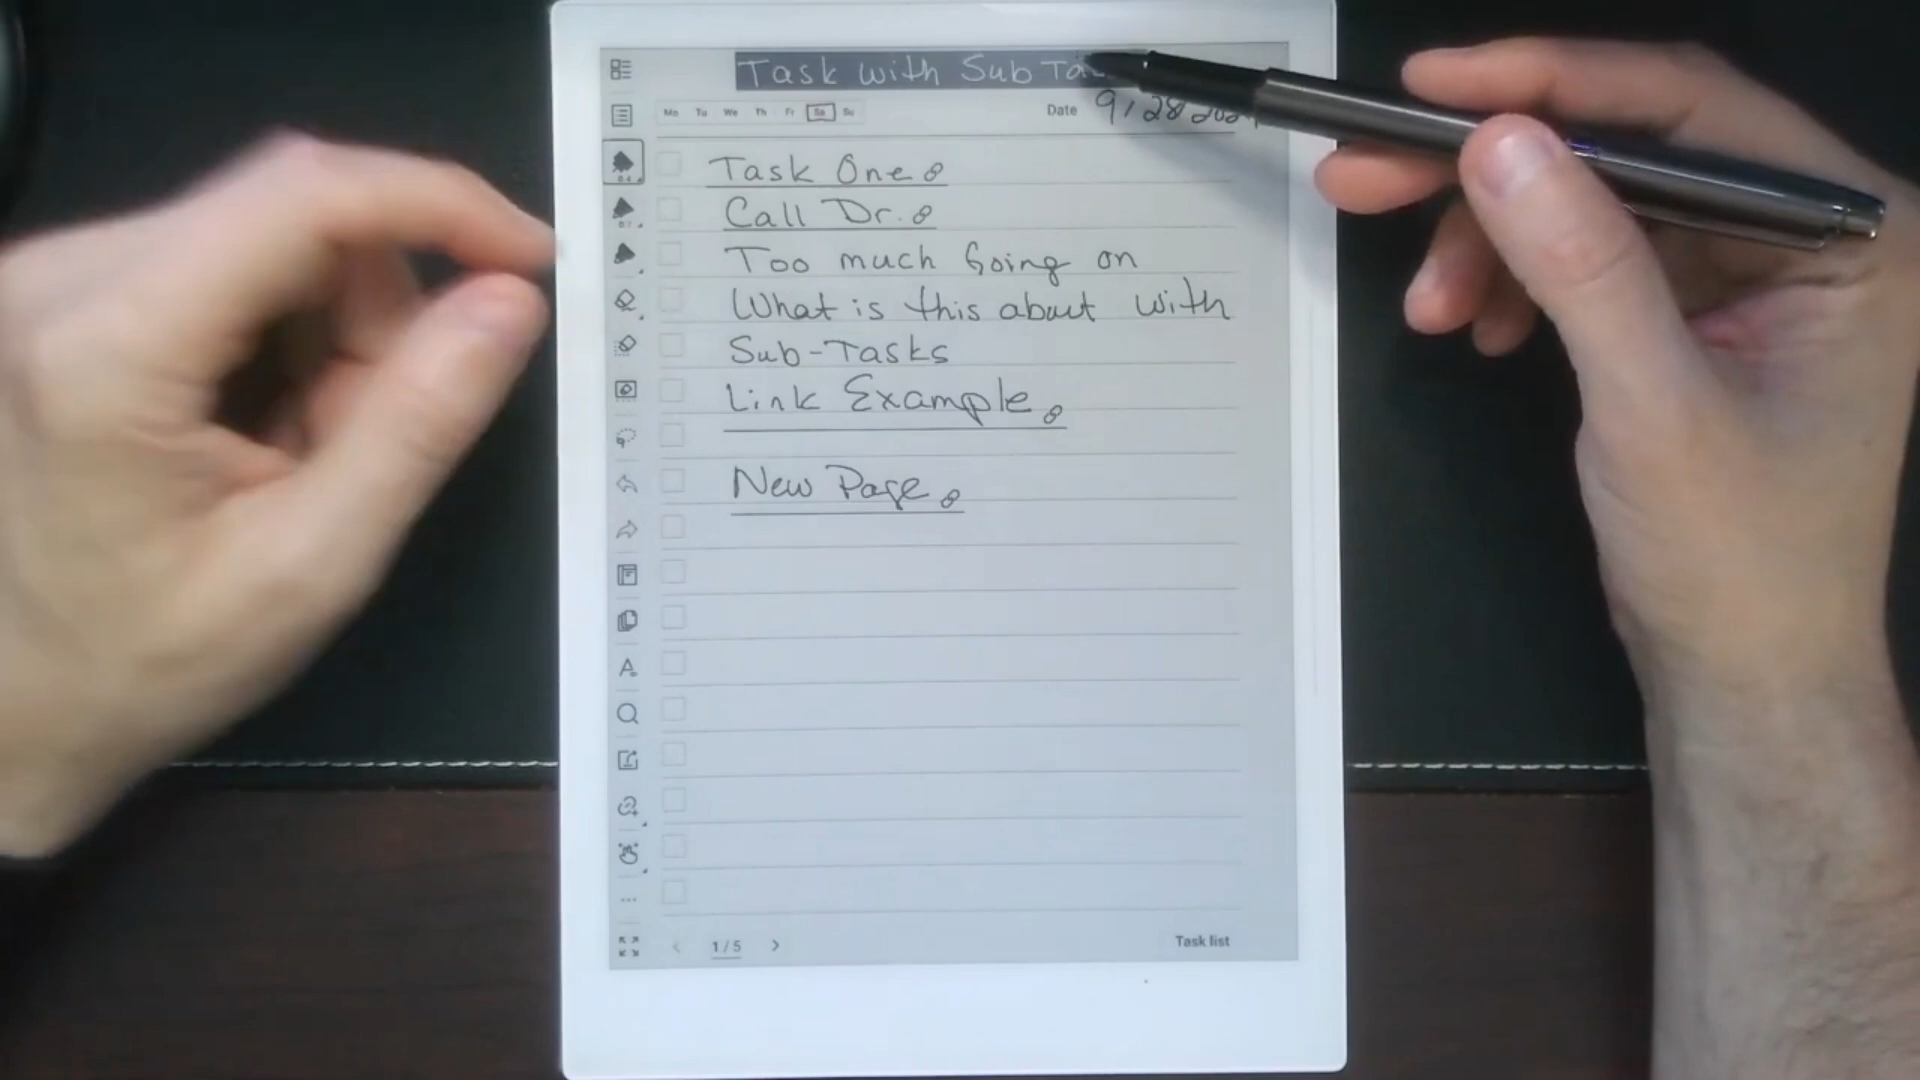 Task with Sub
Mo Tu We Th Fr Sa Su
Date 9/28
Task One
Call Dr.
Too much Going on
What is this about with
Sub-Tasks
Link Example
New Page
1/5
Task list